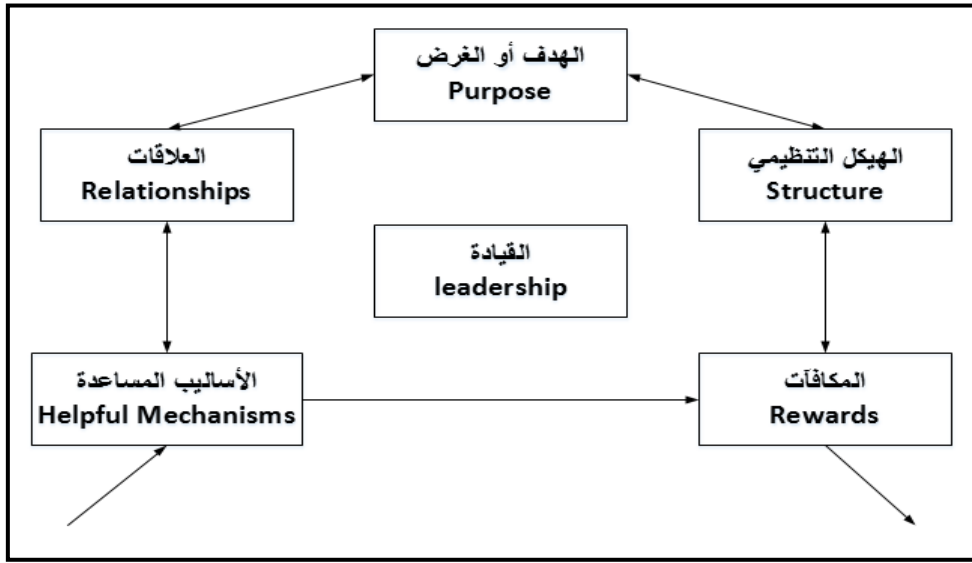 الهدف أو الغرض
Purpose
العلاقات
Relationships
الهيكل التنظيمي
Structure
القيادة
leadership
الأساليب المساعدة
Helpful Mechanisms
المكافآت
Rewards